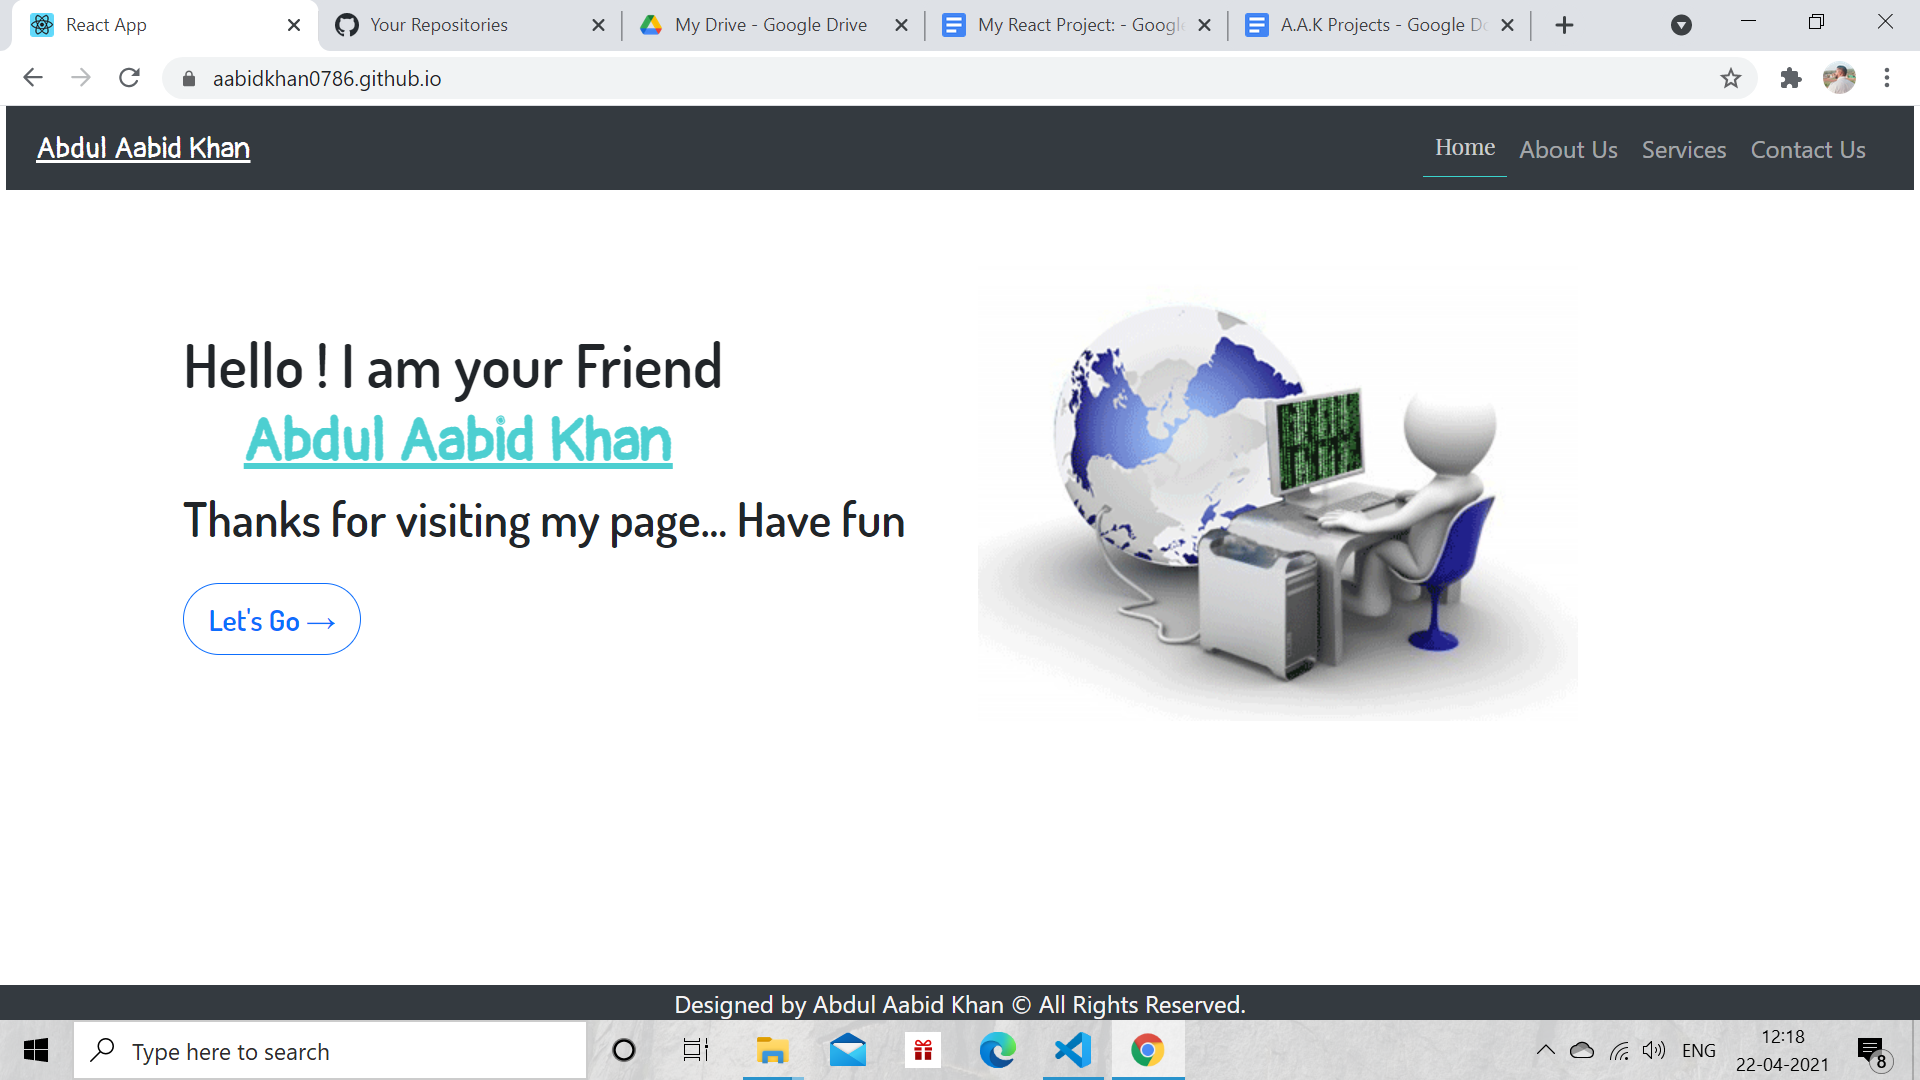 React App
Your Repositories
My Drive - Google Drive
My React Project: - Google
A.A.K Projects - Google Do
aabidkhan0786.github.io
Abdul Aabid Khan
Home
About Us
Services
Contact Us
Hello ! I am your Friend
Abdul Aabid Khan
Thanks for visiting my page... Have fun
Let's Go →
Designed by Abdul Aabid Khan © All Rights Reserved.
Type here to search
ENG
12:18
22-04-2021
8